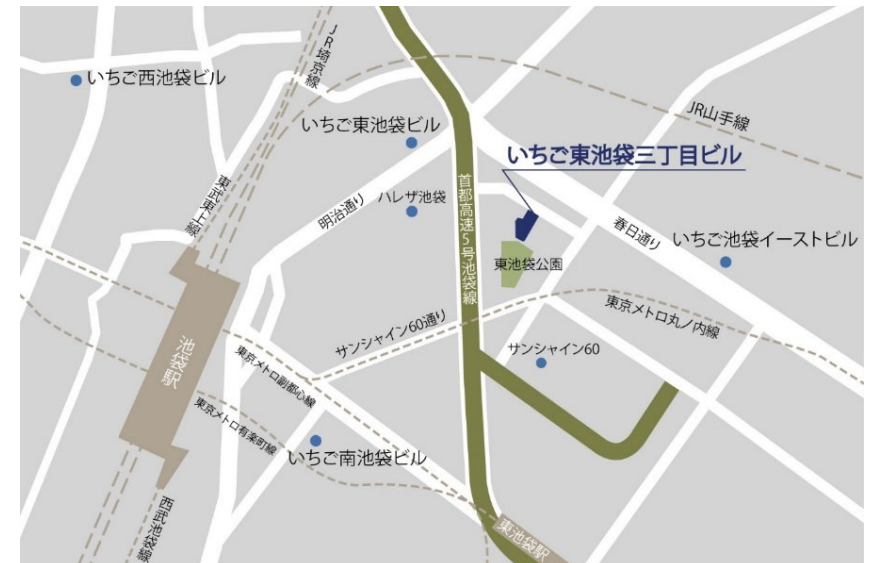 JR埼京線
いちご西池袋ビル
いちご東池袋ビル
JR山手線
いちご東池袋三丁目ビル
首都高速5号池袋線
東武東上線
明治通り
ハレザ池袋
春日通り
いちご池袋イーストビル
東池袋公園
東京メトロ丸ノ内線
サンシャイン60通り
サンシャイン60
池袋駅
東京メトロ副都心線
東京メトロ有楽町線
いちご南池袋ビル
西武池袋線
東池袋駅